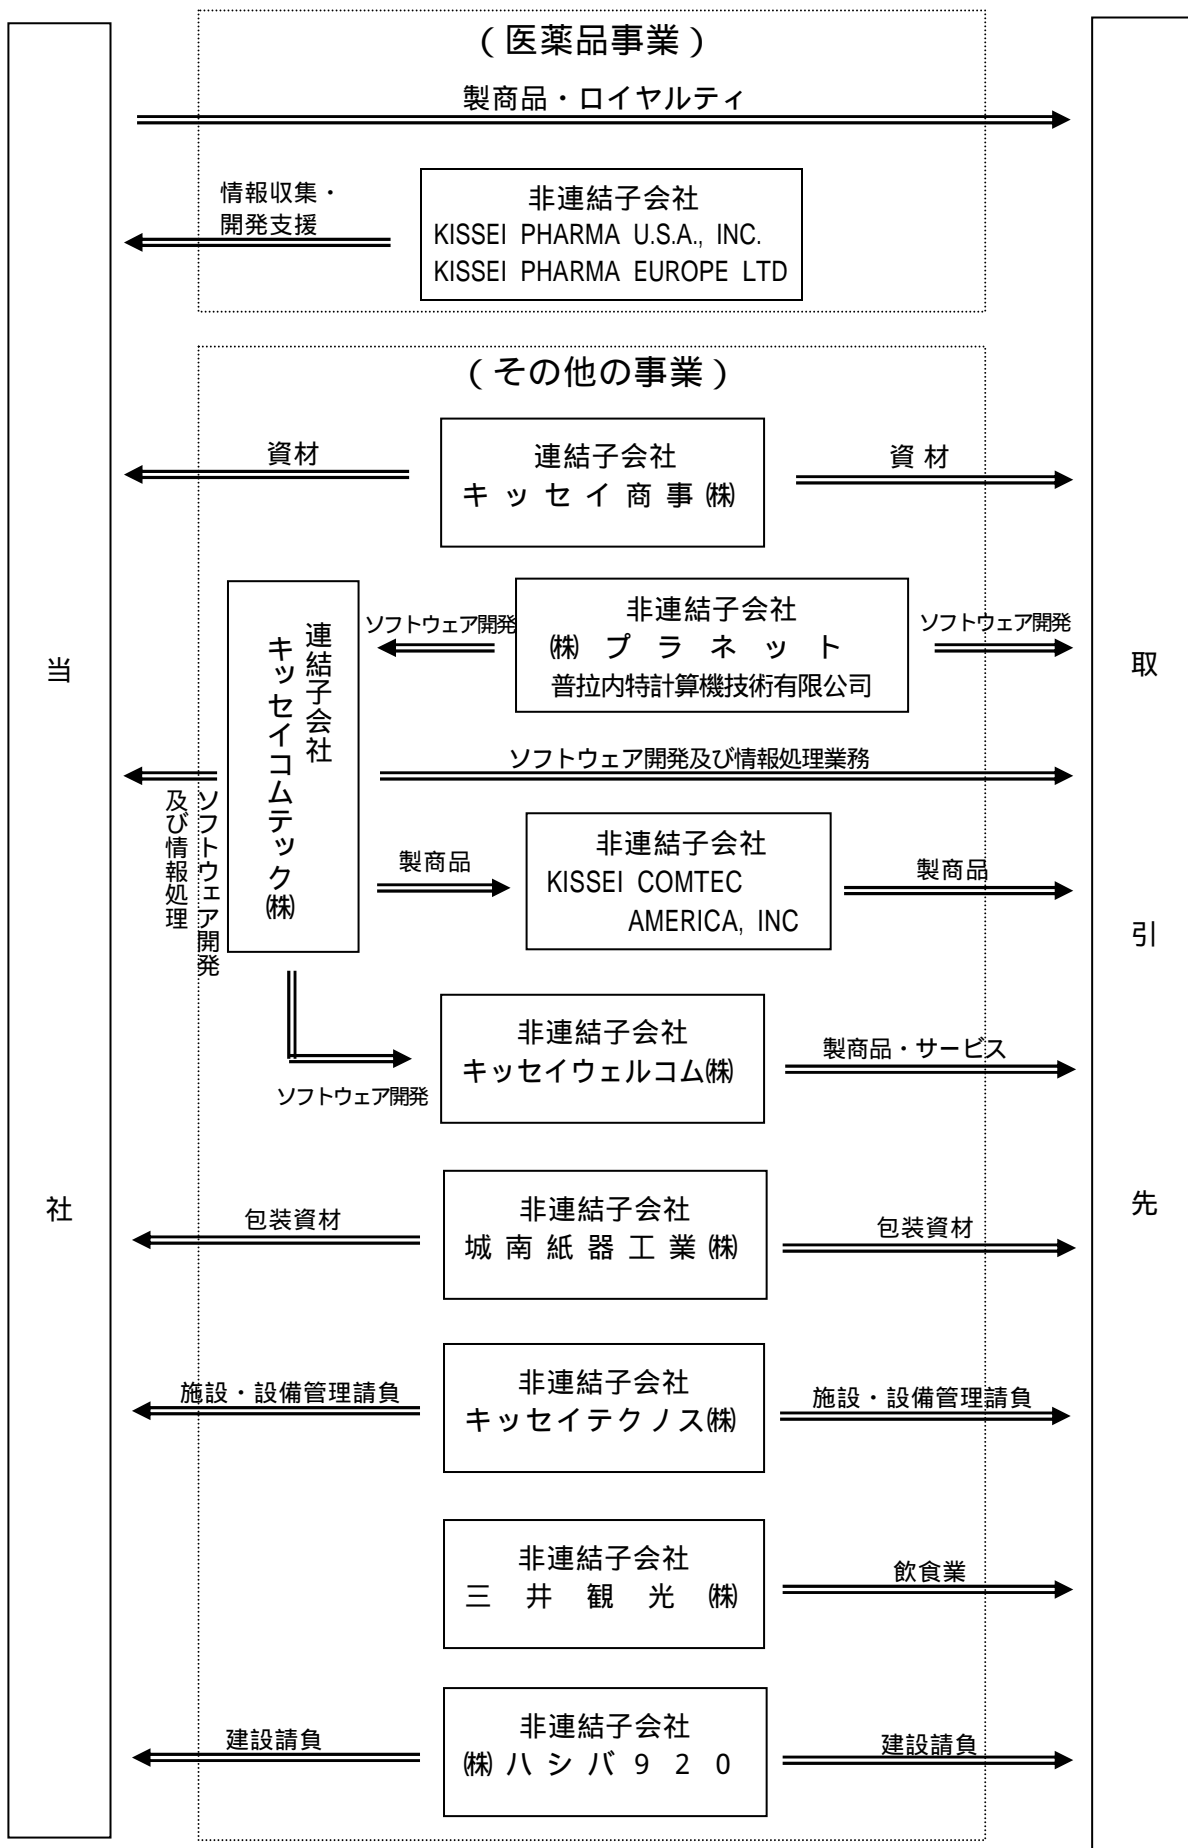 （医薬品事業）
製商品・ロイヤルティ
情報収集・
開発支援
非連結子会社
KISSEI PHARMA U.S.A., INC.
KISSEI PHARMA EUROPE LTD
（その他の事業）
資材
連結子会社
キッセイ商事㈱
資材
当社
取引先
連結子会社
キッセイコムテック㈱
ソフトウェア開発
非連結子会社
㈱プラネット
普拉内特計算機技術有限公司
ソフトウェア開発
ソフトウェア開発及び情報処理業務
ソフトウェア開発
及び情報処理
製商品
非連結子会社
KISSEI COMTEC
AMERICA, INC
製商品
ソフトウェア開発
非連結子会社
キッセイウェルコム㈱
製商品・サービス
包装資材
非連結子会社
城南紙器工業㈱
包装資材
施設・設備管理請負
非連結子会社
キッセイテクノス㈱
施設・設備管理請負
非連結子会社
三井観光㈱
飲食業
建設請負
非連結子会社
㈱ハシバ９２０
建設請負